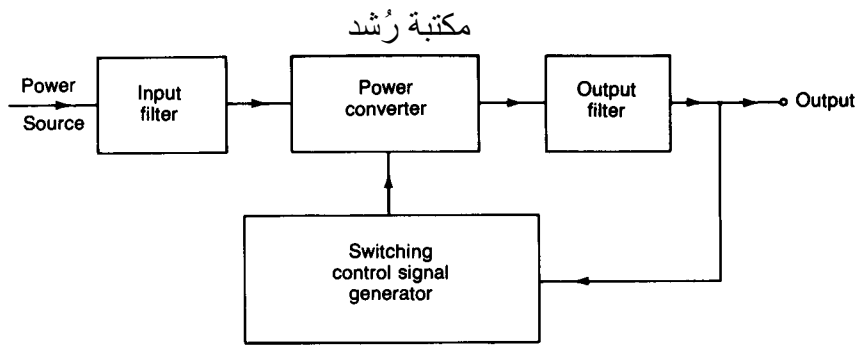 مكتبة رُشد
Power
Source
Input
filter
Power
converter
Output
filter
Output
Switching
control signal
generator